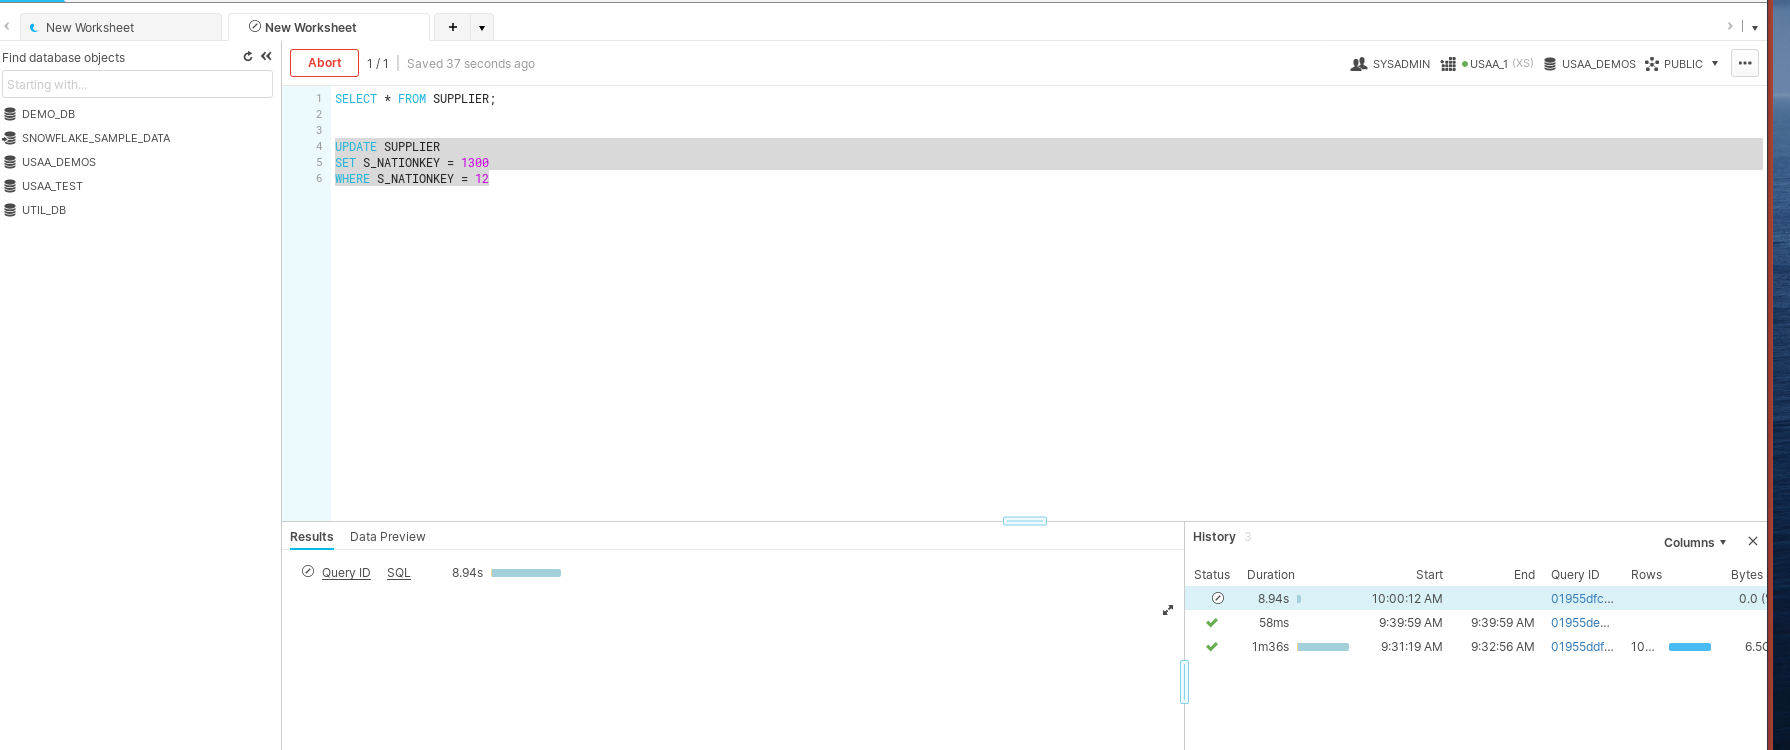 New Worksheet
New Worksheet
+
Find database objects
Starting with...
DEMO_DB
SNOWFLAKE_SAMPLE_DATA
USAA_DEMOS
USAA_TEST
UTIL_DB
Abort 1 / 1 Saved 37 seconds ago
SYSADMIN USAA_1 (XS) USAA_DEMOS PUBLIC
1 SELECT * FROM SUPPLIER;
2
3
4 UPDATE SUPPLIER
5 SET S_NATIONKEY = 1300
6 WHERE S_NATIONKEY = 12
Results Data Preview
Query ID SQL 8.94s
History 3
Columns
Status Duration Start End Query ID Rows Bytes
8.94s 10:00:12 AM 01955dfc... 0.0
58ms 9:39:59 AM 9:39:59 AM 01955de...
1m36s 9:31:19 AM 9:32:56 AM 01955ddf... 10...